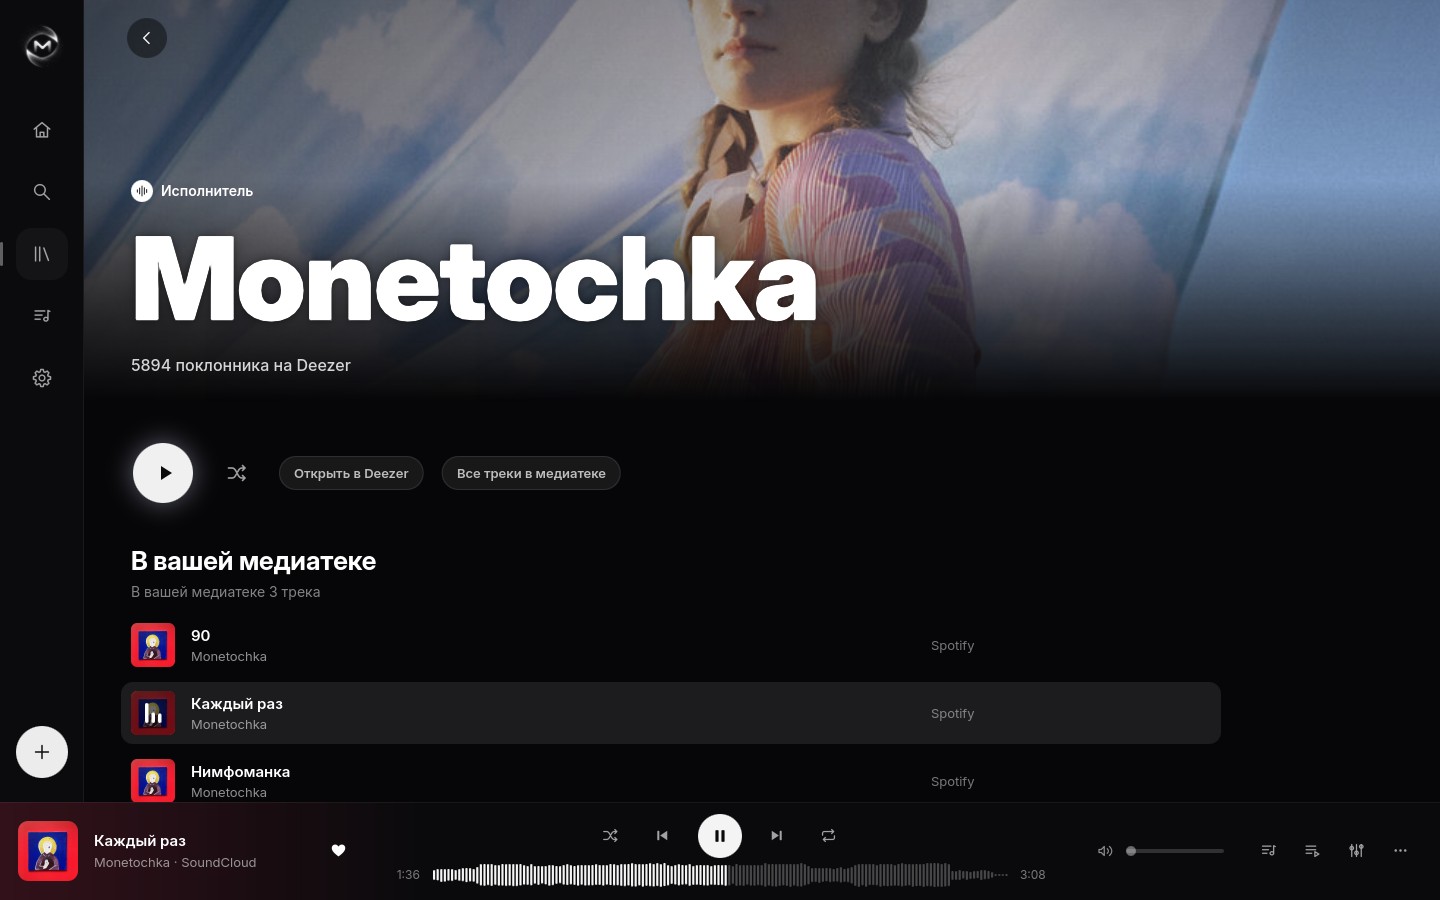 Исполнитель
Monetochka
5894 поклонника на Deezer
Открыть в Deezer
Все треки в медиатеке
В вашей медиатеке
В вашей медиатеке 3 трека
90
Monetochka
Spotify
Каждый раз
Monetochka
Spotify
Нимфоманка
Monetochka
Spotify
Каждый раз
Monetochka · SoundCloud
1:36
3:08